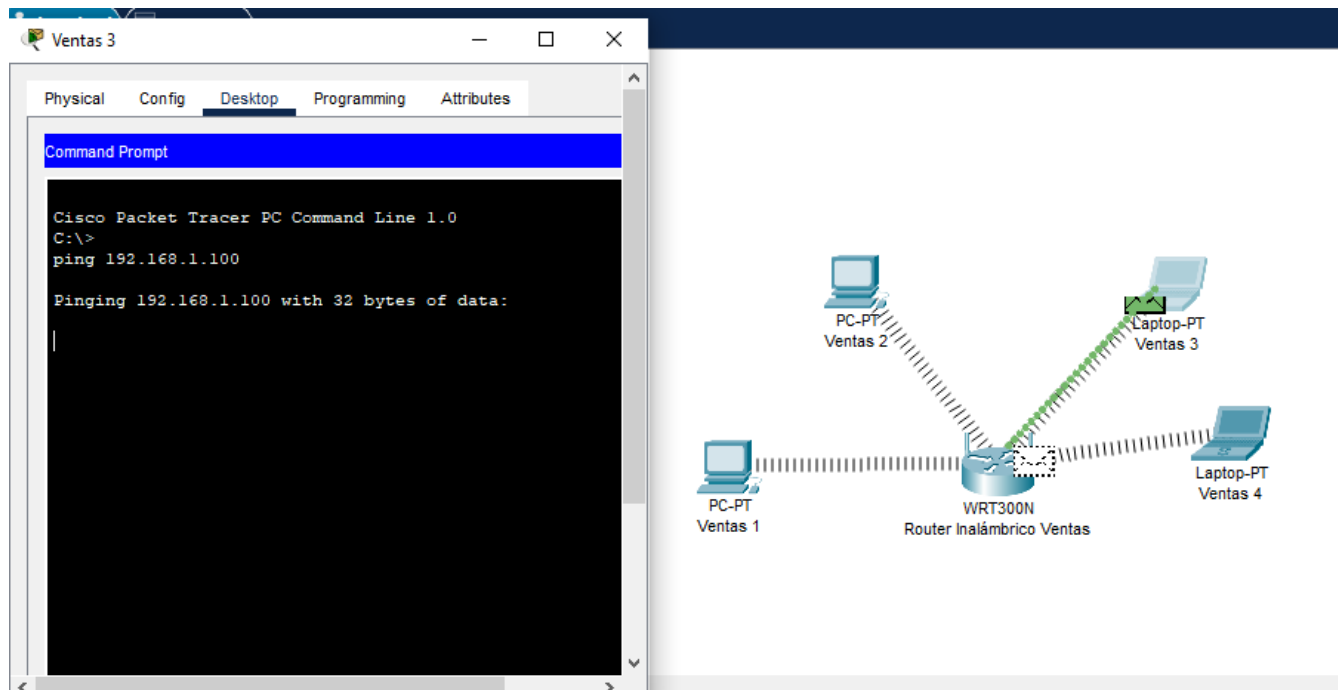 Ventas 3
Physical Config Desktop Programming Attributes
Command Prompt
Cisco Packet Tracer PC Command Line 1.0
C:\>
ping 192.168.1.100
Pinging 192.168.1.100 with 32 bytes of data:
PC-PT
Ventas 2
Laptop-PT
Ventas 3
Laptop-PT
Ventas 4
PC-PT
Ventas 1
WRT300N
Router Inalámbrico Ventas